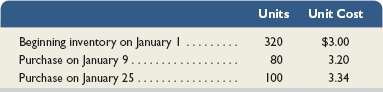 Units Unit Cost
Beginning inventory on January 1 ......... 320 $3.00
Purchase on January 9 .................. 80 3.20
Purchase on January 25 ................. 100 3.34